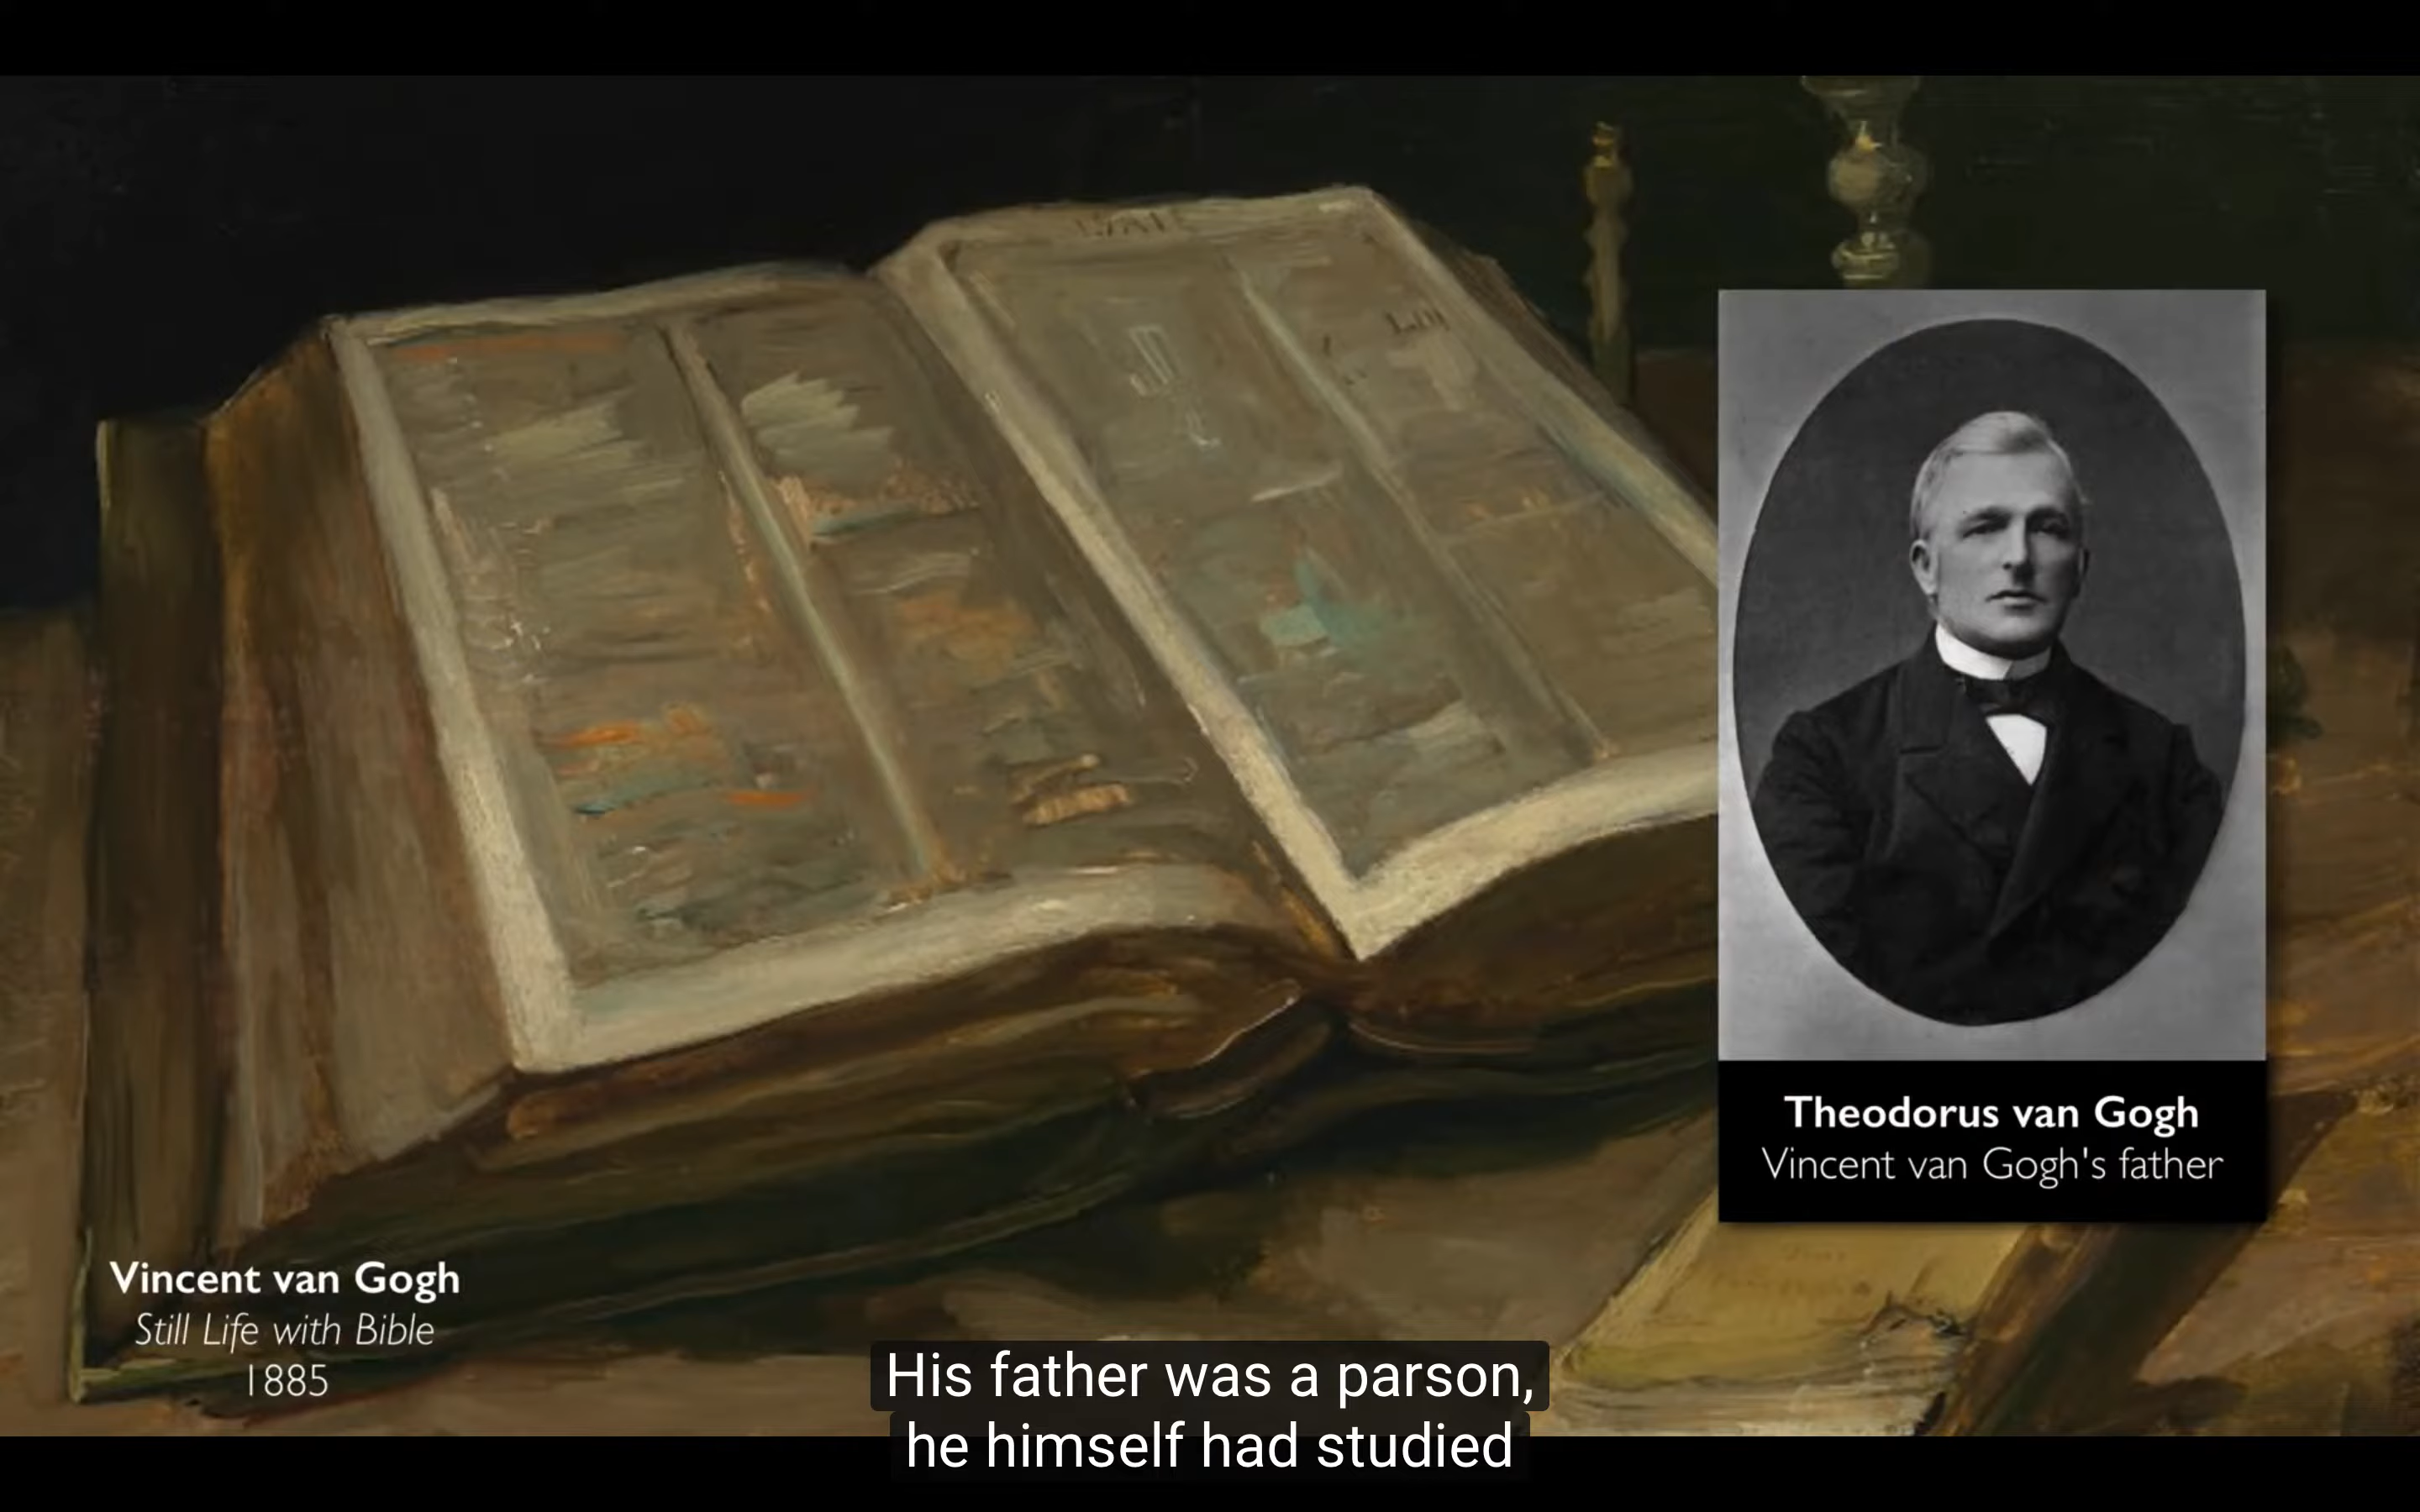 Theodorus van Gogh
Vincent van Gogh's father
Vincent van Gogh
Still Life with Bible
1885
His father was a parson,
he himself had studied